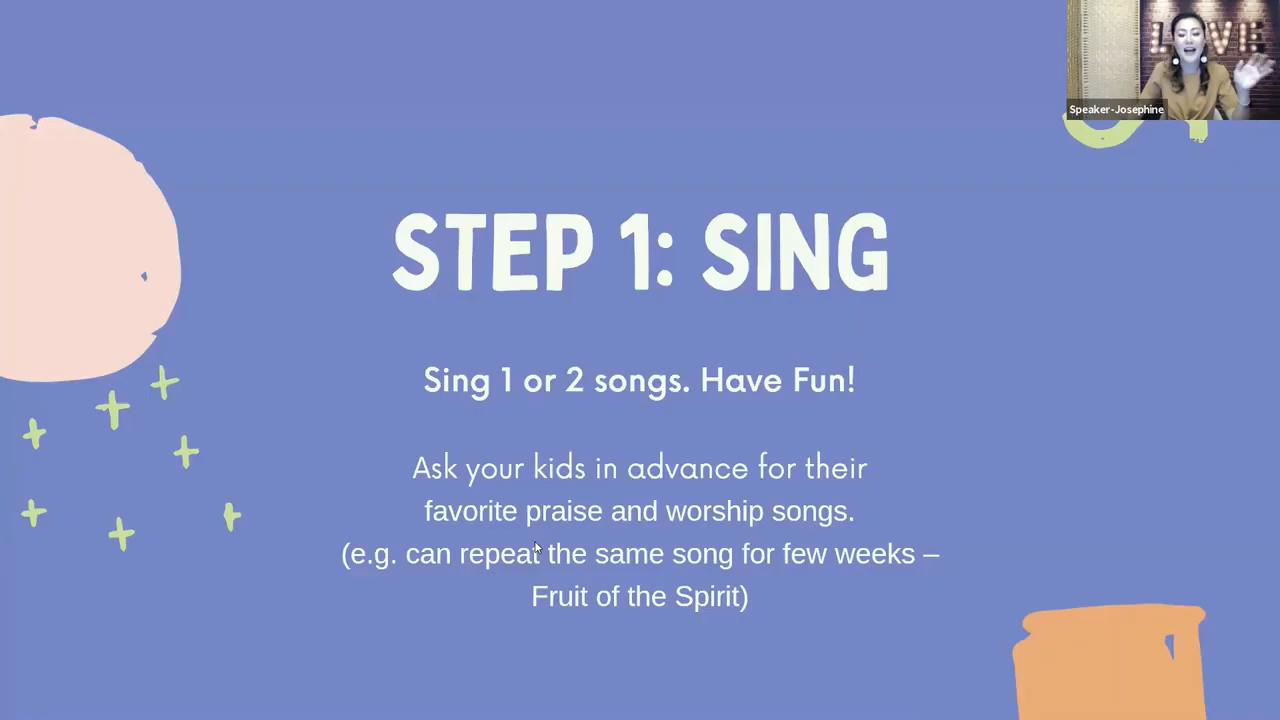 LOVE
Speaker-Josephine
STEP 1: SING
Sing 1 or 2 songs. Have Fun!
Ask your kids in advance for their
favorite praise and worship songs.
(e.g. can repeat the same song for few weeks –
Fruit of the Spirit)